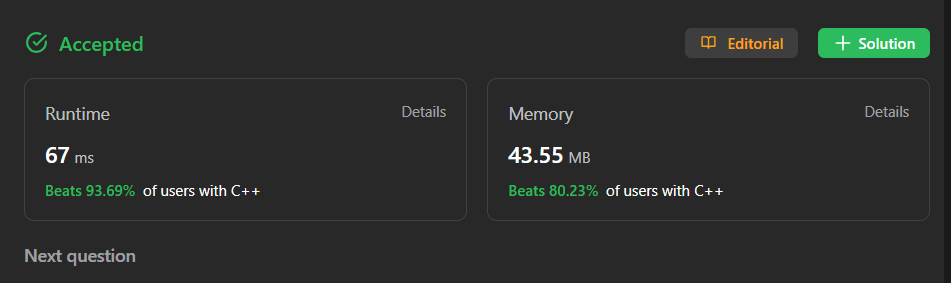 Accepted
Editorial
Solution
Runtime
Details
67 ms
Beats 93.69% of users with C++
Memory
Details
43.55 MB
Beats 80.23% of users with C++
Next question